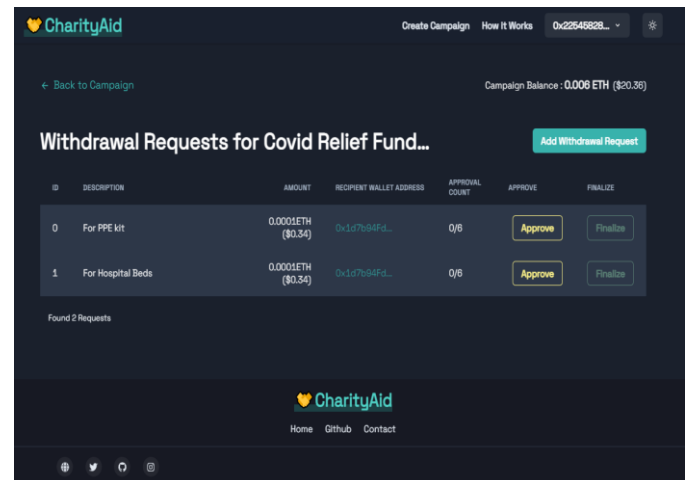 CharityAid
Create Campaign How It Works 0x22545828...
← Back to Campaign
Campaign Balance : 0.006 ETH ($20.36)
Withdrawal Requests for Covid Relief Fund...
Add Withdrawal Request
ID DESCRIPTION AMOUNT RECIPIENT WALLET ADDRESS APPROVAL COUNT APPROVE FINALIZE
0 For PPE kit 0.0001ETH ($0.34) 0x1d7b94Fd... 0/6 Approve Finalize
1 For Hospital Beds 0.0001ETH ($0.34) 0x1d7b94Fd... 0/6 Approve Finalize
Found 2 Requests
CharityAid
Home Github Contact